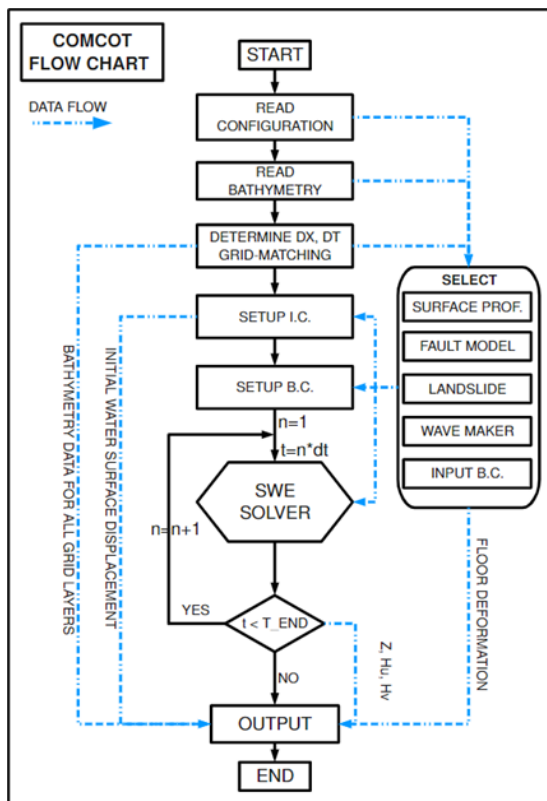 COMCOT
FLOW CHART
DATA FLOW
START
READ
CONFIGURATION
READ
BATHYMETRY
DETERMINE DX, DT
GRID-MATCHING
SETUP I.C.
SETUP B.C.
n=1
t=n*dt
SWE
SOLVER
n=n+1
YES
t < T_END
NO
OUTPUT
END
SELECT
SURFACE PROF.
FAULT MODEL
LANDSLIDE
WAVE MAKER
INPUT B.C.
BATHYMETRY DATA FOR ALL GRID LAYERS
INITIAL WATER SURFACE DISPLACEMENT
Z, Hu, Hv
FLOOR DEFORMATION